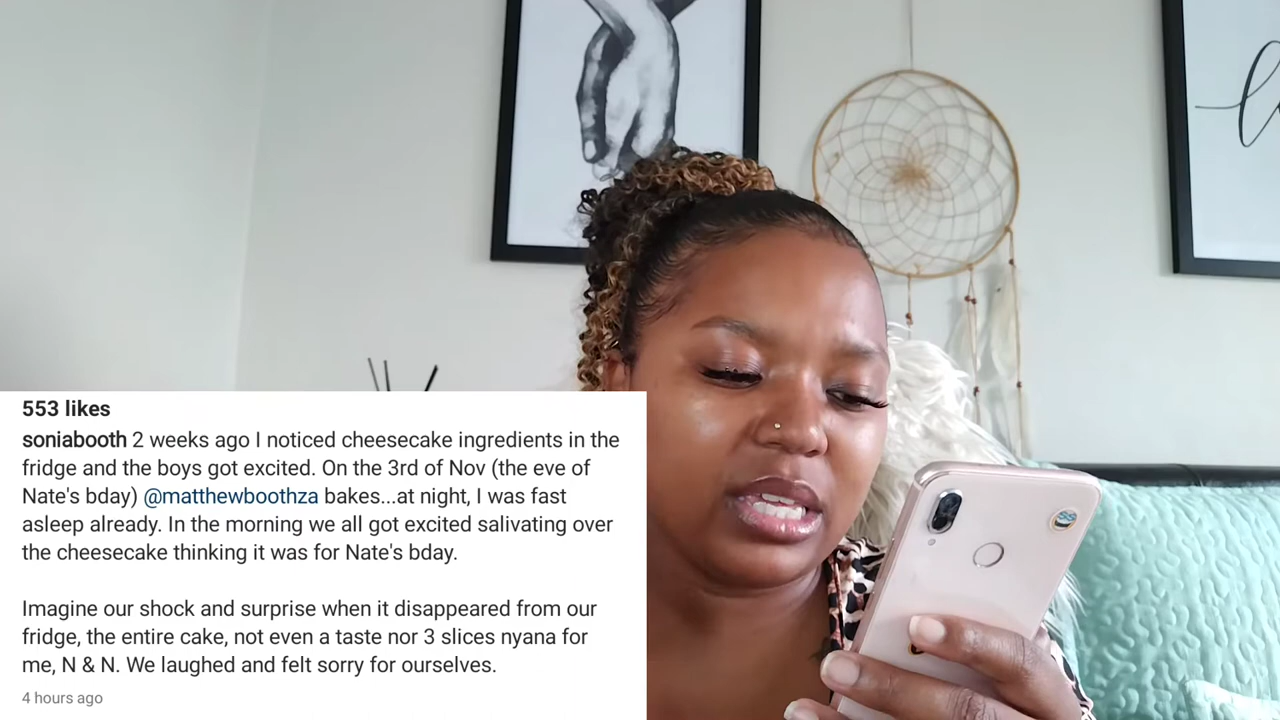 553 likes
soniabooth 2 weeks ago I noticed cheesecake ingredients in the
fridge and the boys got excited. On the 3rd of Nov (the eve of
Nate's bday) @matthewboothza bakes...at night, I was fast
asleep already. In the morning we all got excited salivating over
the cheesecake thinking it was for Nate's bday.
Imagine our shock and surprise when it disappeared from our
fridge, the entire cake, not even a taste nor 3 slices nyana for
me, N & N. We laughed and felt sorry for ourselves.
4 hours ago